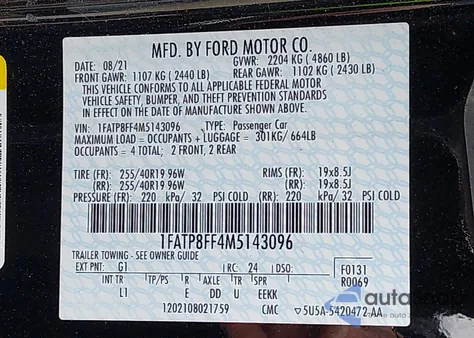 MFD. BY FORD MOTOR CO.
DATE: 08/21 GVWR: 2204 KG ( 4860 LB)
FRONT GAWR: 1107 KG ( 2440 LB) REAR GAWR: 1102 KG ( 2430 LB)
THIS VEHICLE CONFORMS TO ALL APPLICABLE FEDERAL MOTOR
VEHICLE SAFETY, BUMPER, AND THEFT PREVENTION STANDARDS
IN EFFECT ON THE DATE OF MANUFACTURE SHOWN ABOVE.
VIN: 1FATP8FF4M5143096 TYPE: Passenger Car
MAXIMUM LOAD = OCCUPANTS + LUGGAGE = 301KG / 664LB
OCCUPANTS = 4 TOTAL; 2 FRONT, 2 REAR
TIRE (FR): 255/40R19 96W RIMS (FR): 19x8.5J
(RR): 255/40R19 96W (RR): 19x8.5J
PRESSURE (FR): 220 kPa/ 32 PSI COLD (RR): 220 kPa/ 32 PSI COLD
1FATP8FF4M5143096
TRAILER TOWING - SEE OWNER GUIDE
EXT PNT: G1 RC: 24 DSO: F0131
R0069
INT TR TP/PS R AXLE TR
L1 E DD U EEKK
1202108021759 CMC 5U5A-5420472-AA